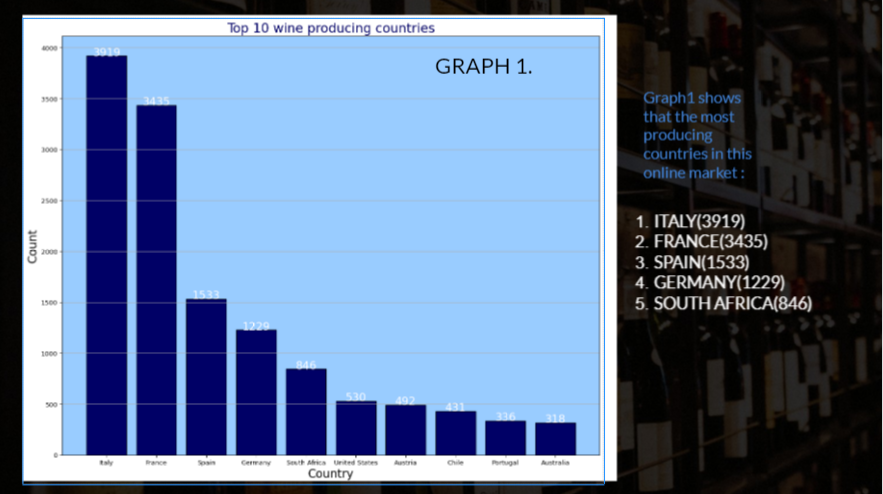 Top 10 wine producing countries
GRAPH 1.
4000
3500
3000
2500
2000
1500
1000
500
0
Count
3919
3435
1533
1229
846
530
492
431
336
318
Italy
France
Spain
Germany
South Africa
United States
Austria
Chile
Portugal
Australia
Country
Graph1 shows
that the most
producing
countries in this
online market :
1. ITALY(3919)
2. FRANCE(3435)
3. SPAIN(1533)
4. GERMANY(1229)
5. SOUTH AFRICA(846)